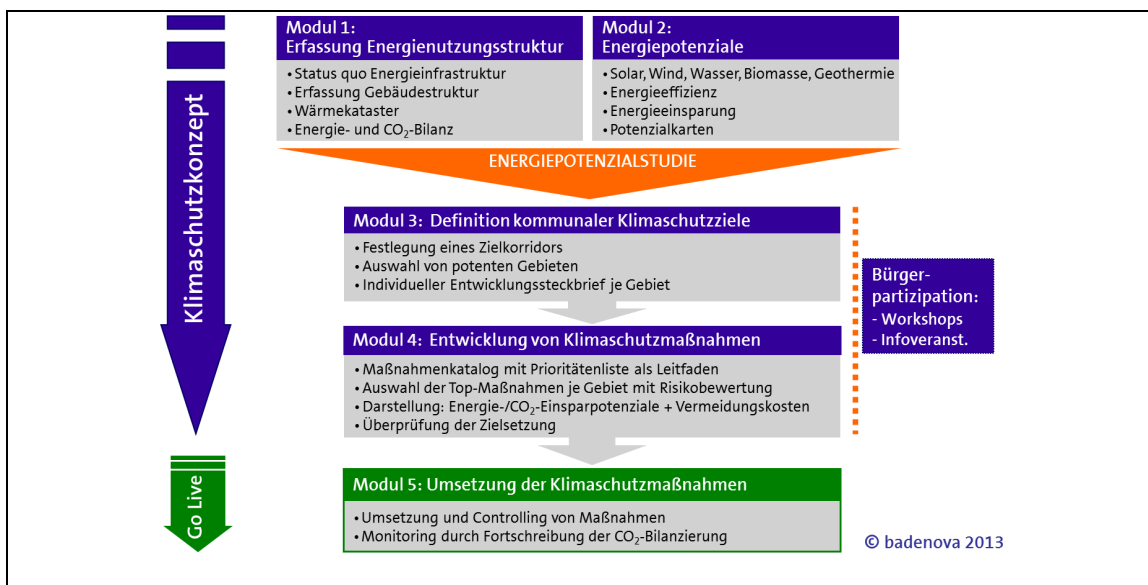 Klimaschutzkonzept
Modul 1:
Erfassung Energienutzungsstruktur
• Status quo Energieinfrastruktur
• Erfassung Gebäudestruktur
• Wärmekataster
• Energie- und CO₂-Bilanz
Modul 2:
Energiepotenziale
• Solar, Wind, Wasser, Biomasse, Geothermie
• Energieeffizienz
• Energieeinsparung
• Potenzialkarten
ENERGIEPOTENZIALSTUDIE
Modul 3: Definition kommunaler Klimaschutzziele
• Festlegung eines Zielkorridors
• Auswahl von potenten Gebieten
• Individueller Entwicklungssteckbrief je Gebiet
Bürger-
partizipation:
- Workshops
- Infoveranst.
Modul 4: Entwicklung von Klimaschutzmaßnahmen
• Maßnahmenkatalog mit Prioritätenliste als Leitfaden
• Auswahl der Top-Maßnahmen je Gebiet mit Risikobewertung
• Darstellung: Energie-/CO₂-Einsparpotenziale + Vermeidungskosten
• Überprüfung der Zielsetzung
Go Live
Modul 5: Umsetzung der Klimaschutzmaßnahmen
• Umsetzung und Controlling von Maßnahmen
• Monitoring durch Fortschreibung der CO₂-Bilanzierung
© badenova 2013